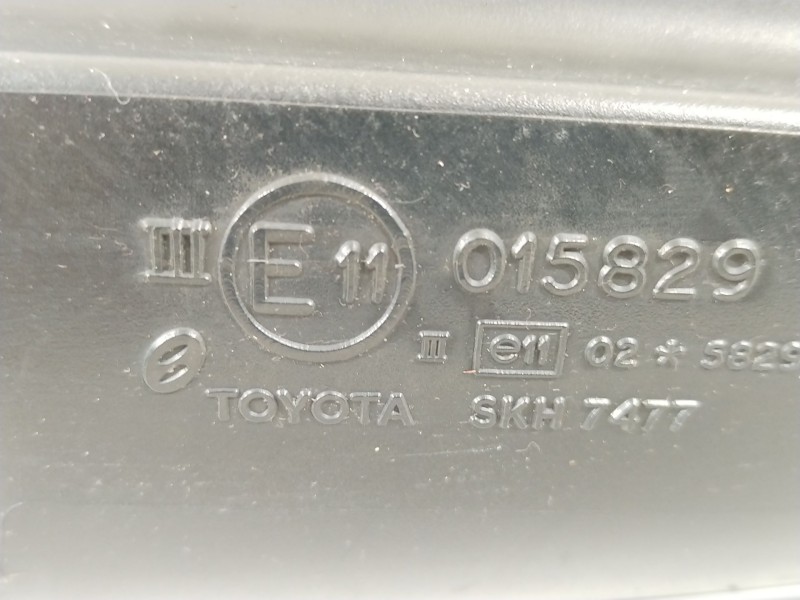 III E 11 015829
III e11 02 * 5829
TOYOTA SKH 7477